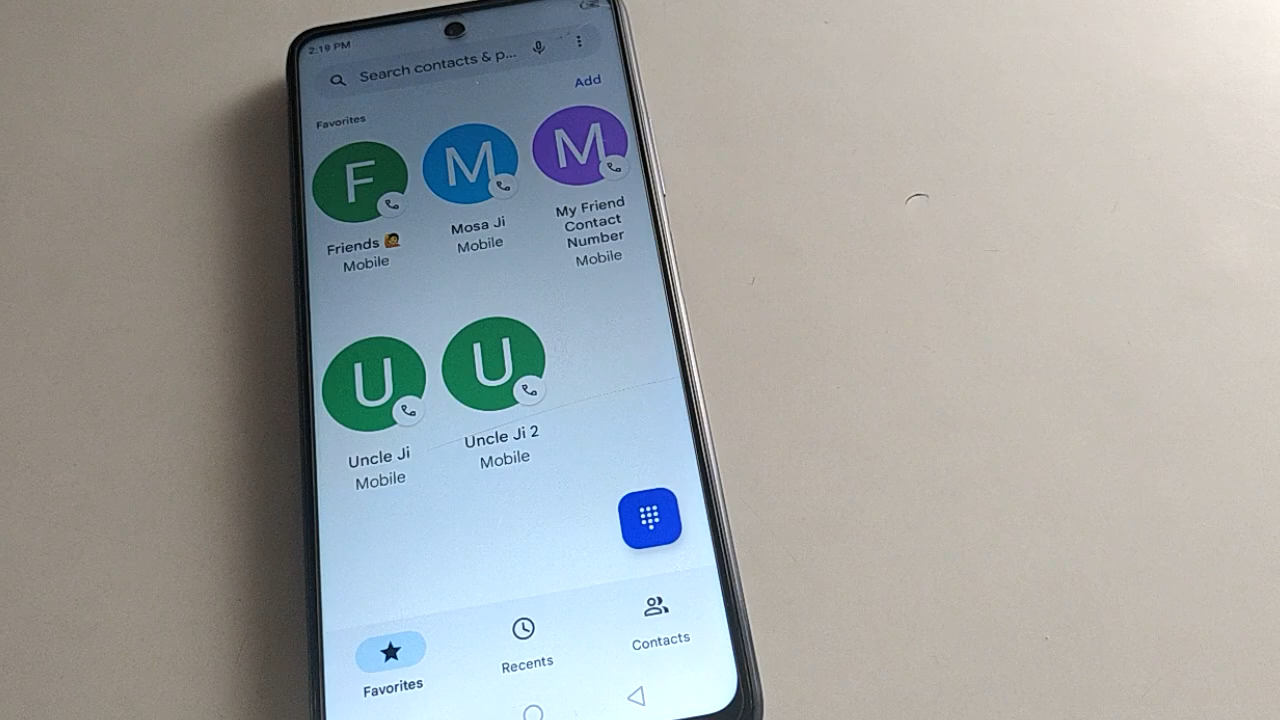 2:19 PM
Search contacts & p...
Add
Favorites
F
M
M
Friends 🙋
Mobile
Mosa Ji
Mobile
My Friend
Contact
Number
Mobile
U
U
Uncle Ji
Mobile
Uncle Ji 2
Mobile
Favorites
Recents
Contacts